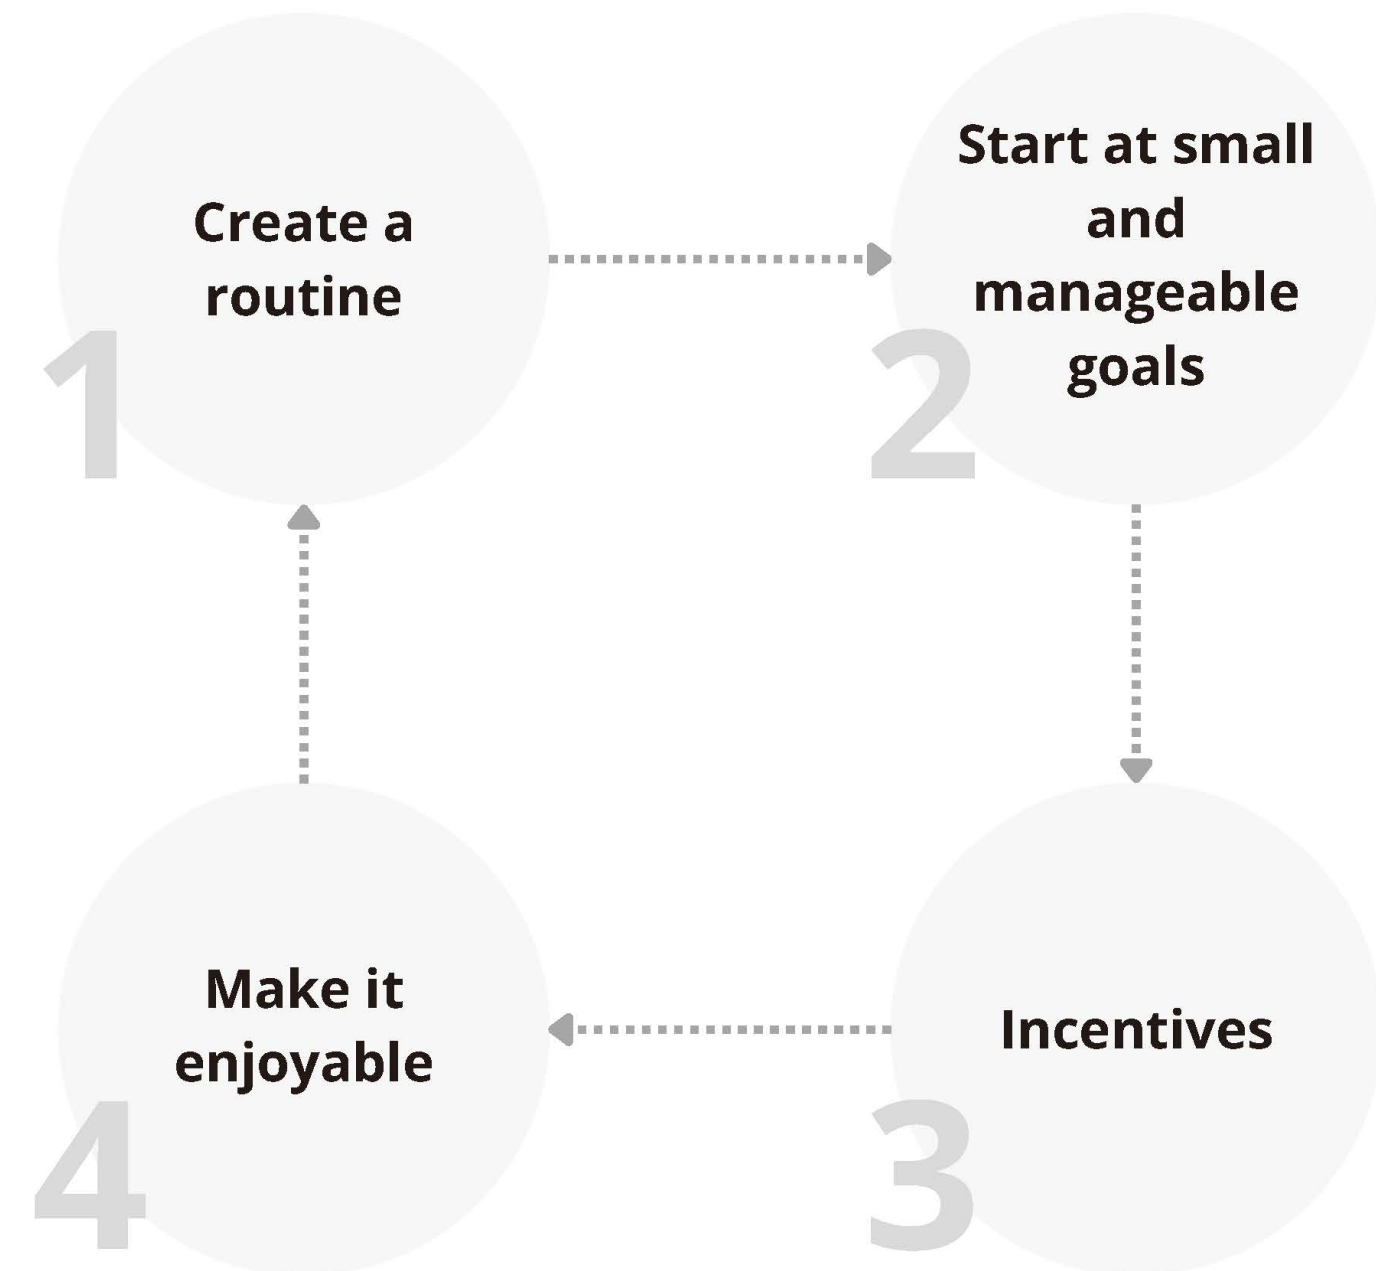 Create a
routine
1
Start at small
and
manageable
goals
2
Incentives
3
Make it
enjoyable
4